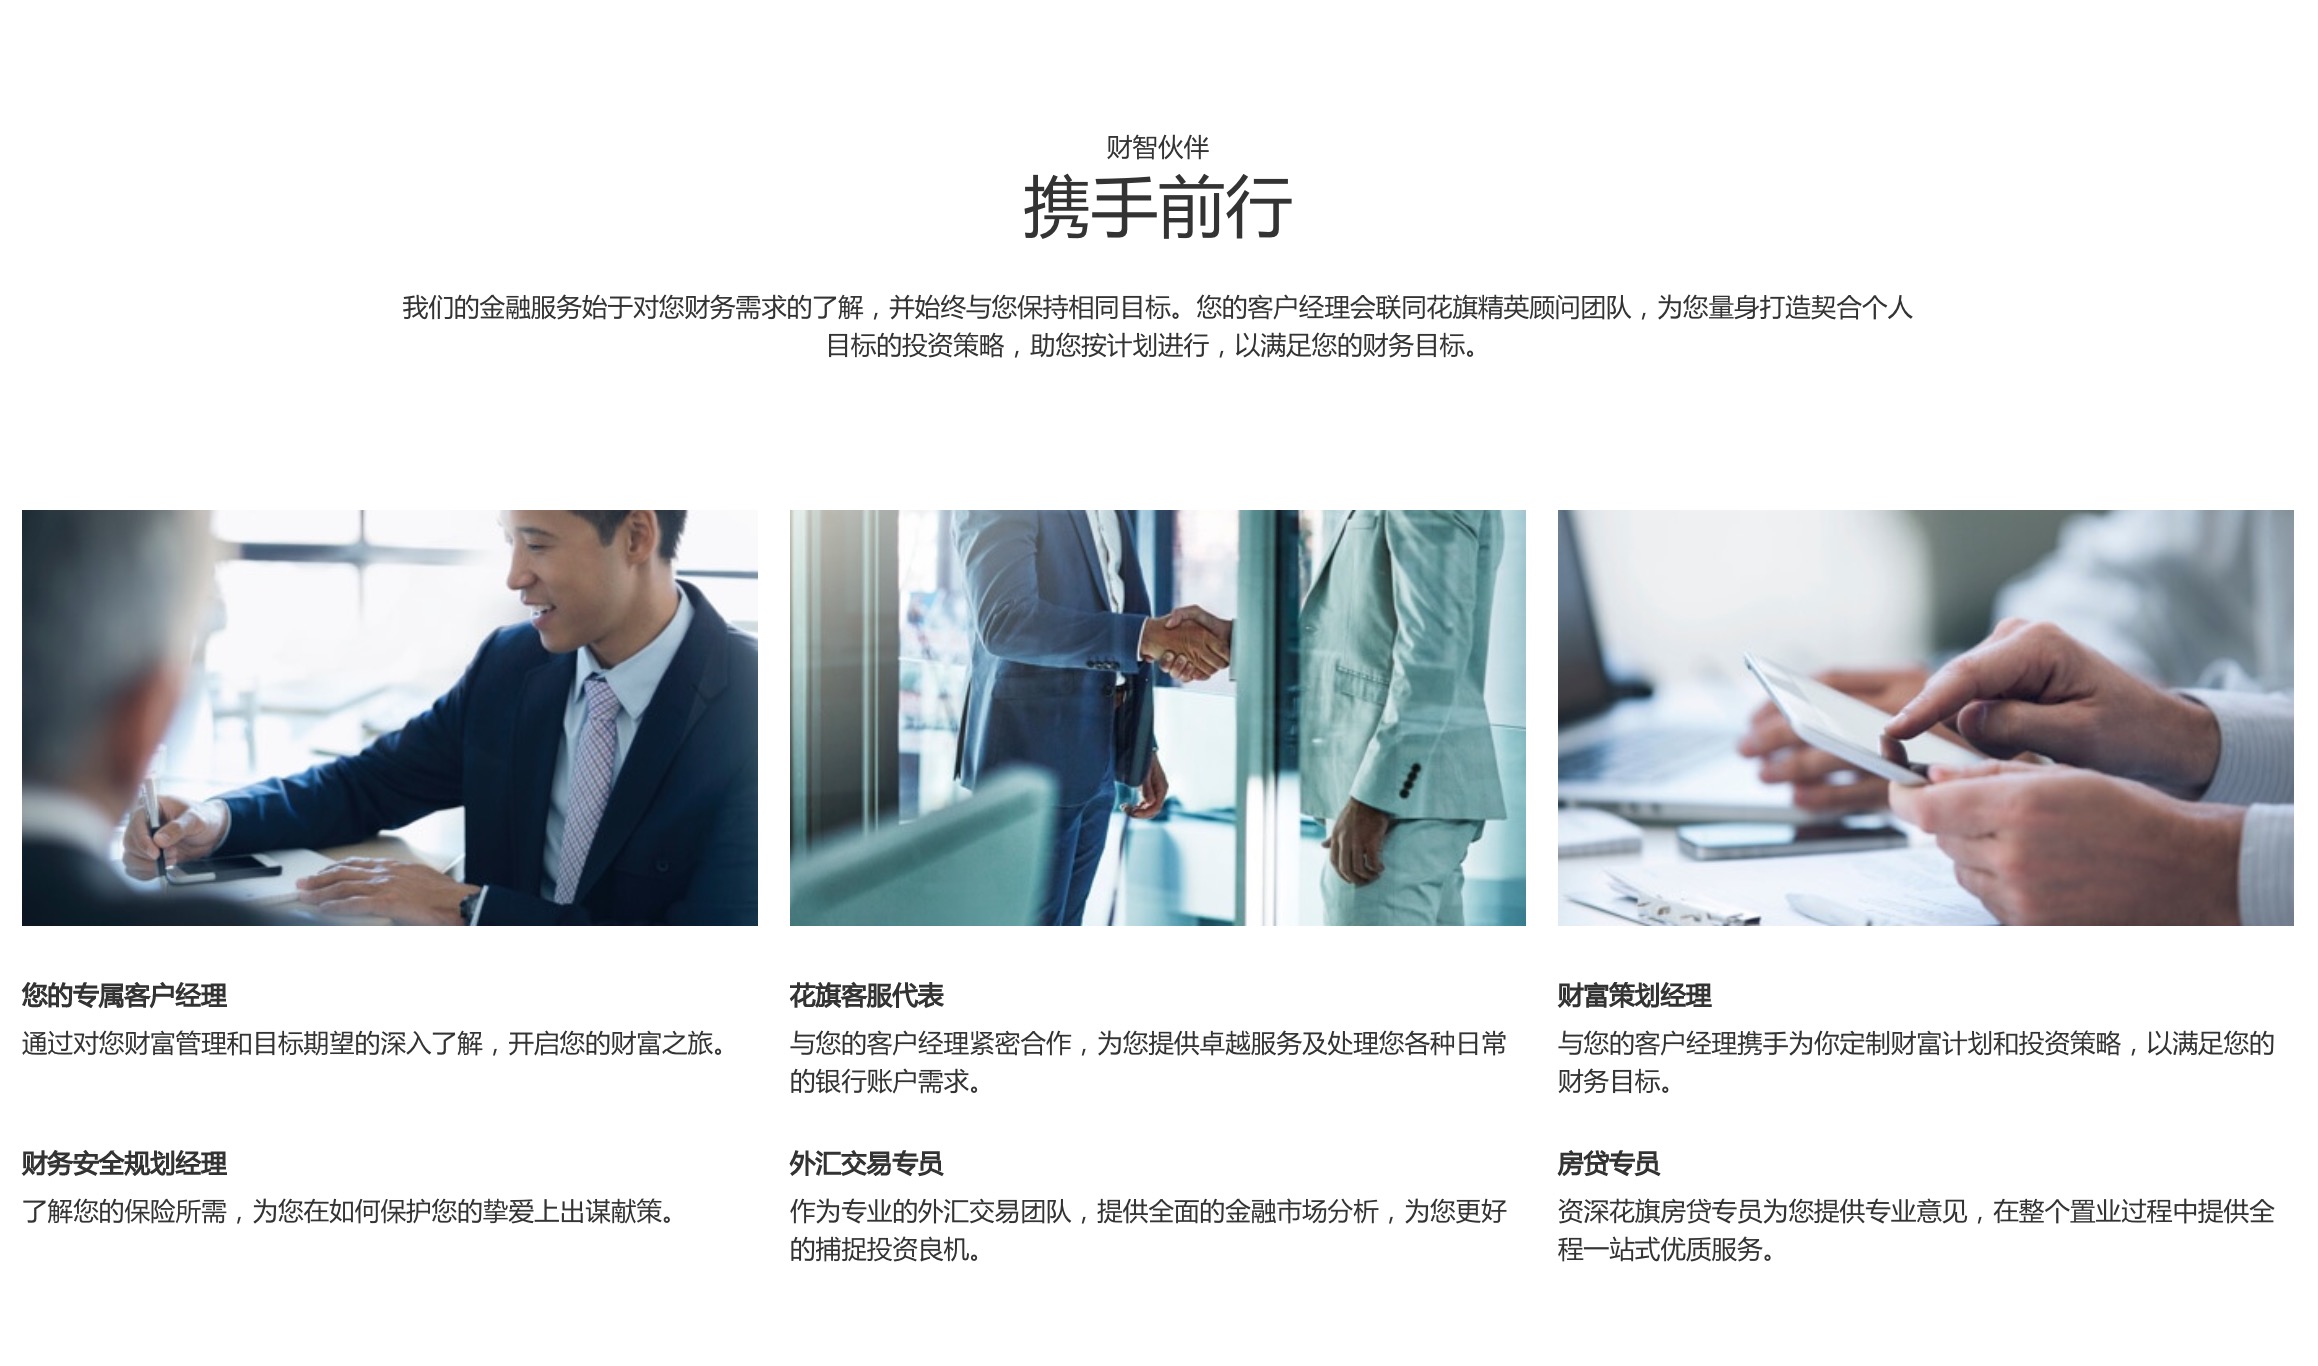 财智伙伴
携手前行
我们的金融服务始于对您财务需求的了解，并始终与您保持相同目标。您的客户经理会联同花旗精英顾问团队，为您量身打造契合个人
目标的投资策略，助您按计划进行，以满足您的财务目标。
您的专属客户经理
通过对您财富管理和目标期望的深入了解，开启您的财富之旅。
花旗客服代表
与您的客户经理紧密合作，为您提供卓越服务及处理您各种日常
的银行账户需求。
财富策划经理
与您的客户经理携手为你定制财富计划和投资策略，以满足您的
财务目标。
财务安全规划经理
了解您的保险所需，为您在如何保护您的挚爱上出谋献策。
外汇交易专员
作为专业的外汇交易团队，提供全面的金融市场分析，为您更好
的捕捉投资良机。
房贷专员
资深花旗房贷专员为您提供专业意见，在整个置业过程中提供全
程一站式优质服务。